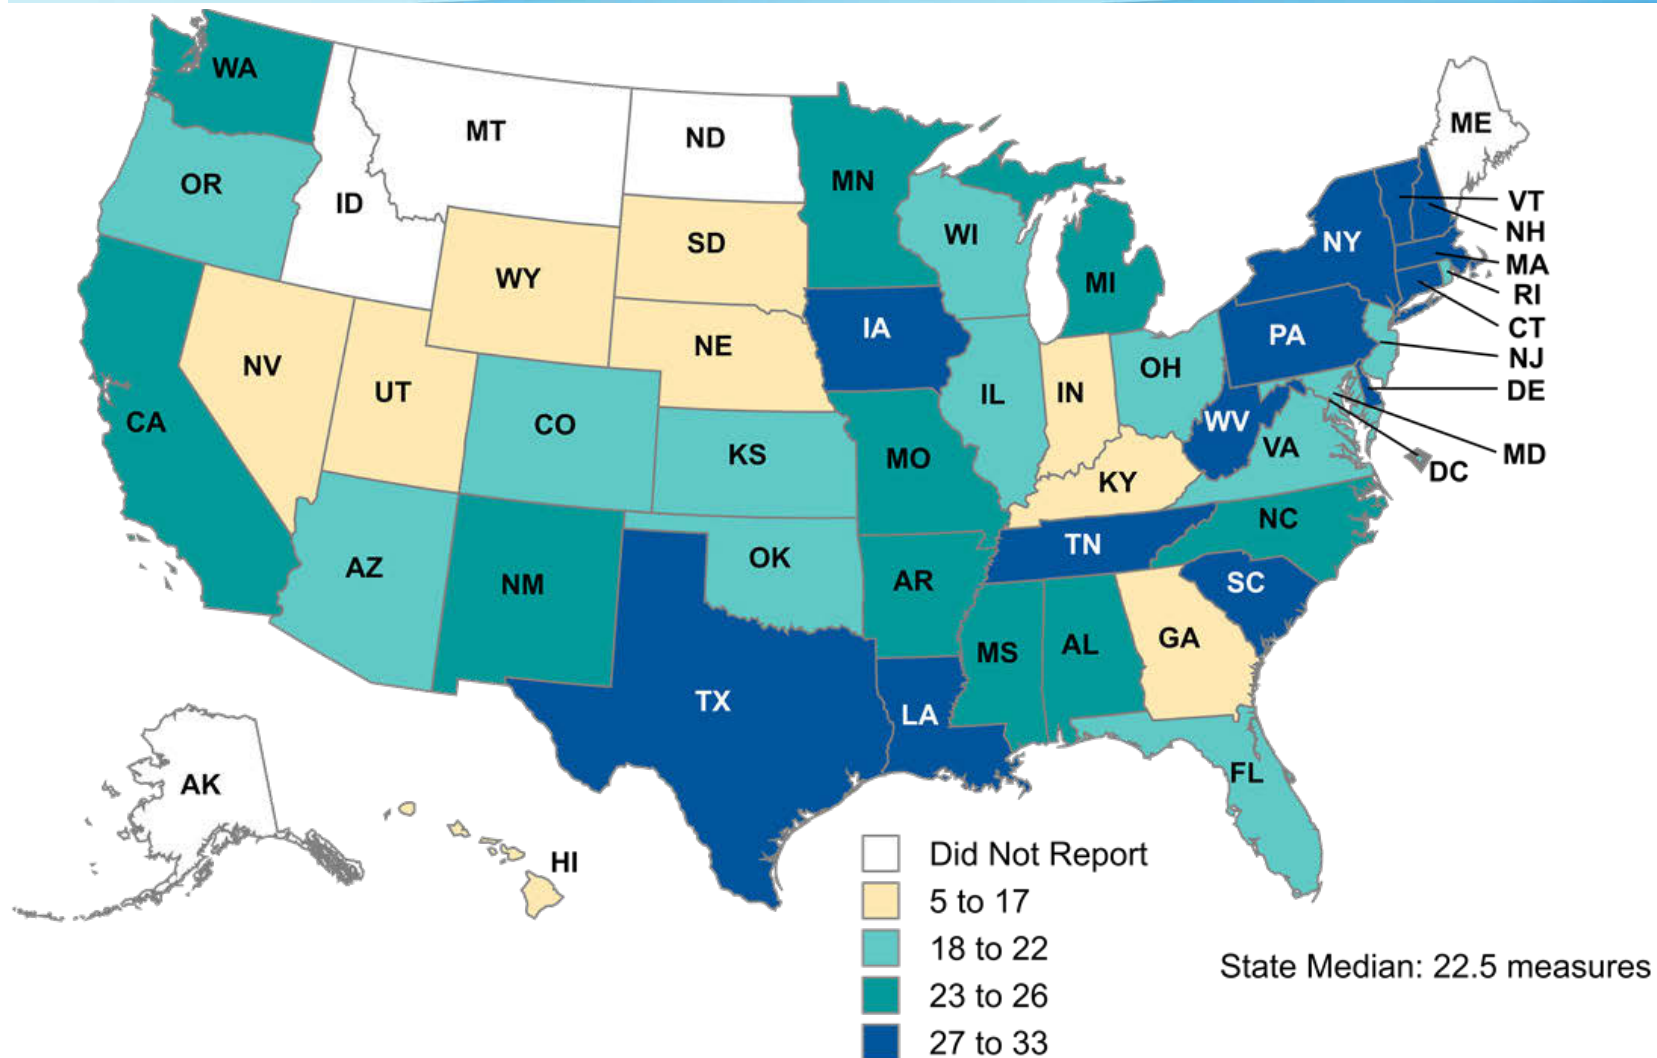 WA
MT
ND
ME
MN
OR
ID
VT
NH
NY
WI
SD
MA
WY
MI
RI
IA
CT
PA
NE
NJ
NV
OH
UT
IN
DE
IL
CA
CO
WV
VA
KS
MO
MD
DC
KY
NC
TN
OK
AZ
AR
SC
NM
GA
AL
MS
TX
LA
FL
AK
HI
Did Not Report
5 to 17
18 to 22
State Median: 22.5 measures
23 to 26
27 to 33